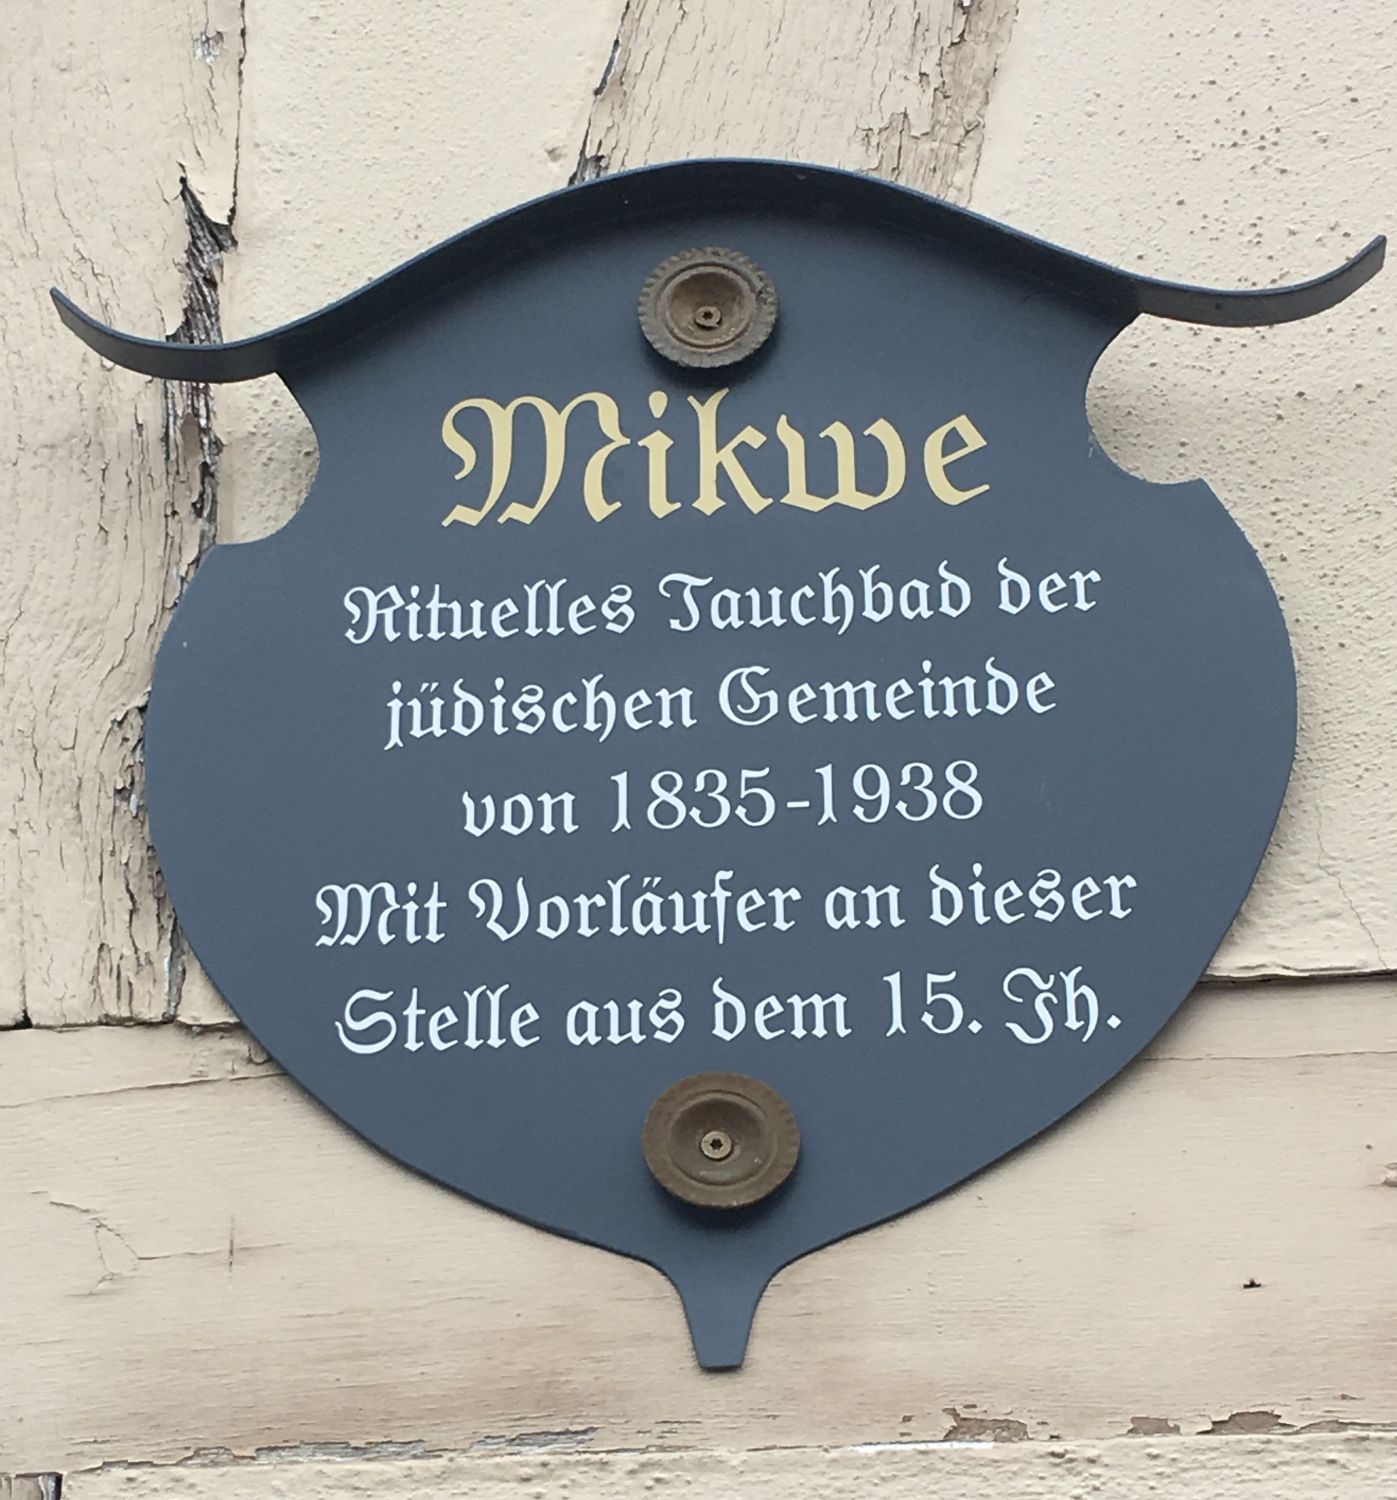 Mikwe
Rituelles Tauchbad der
jüdischen Gemeinde
von 1835-1938
Mit Vorläufer an dieser
Stelle aus dem 15. Jh.